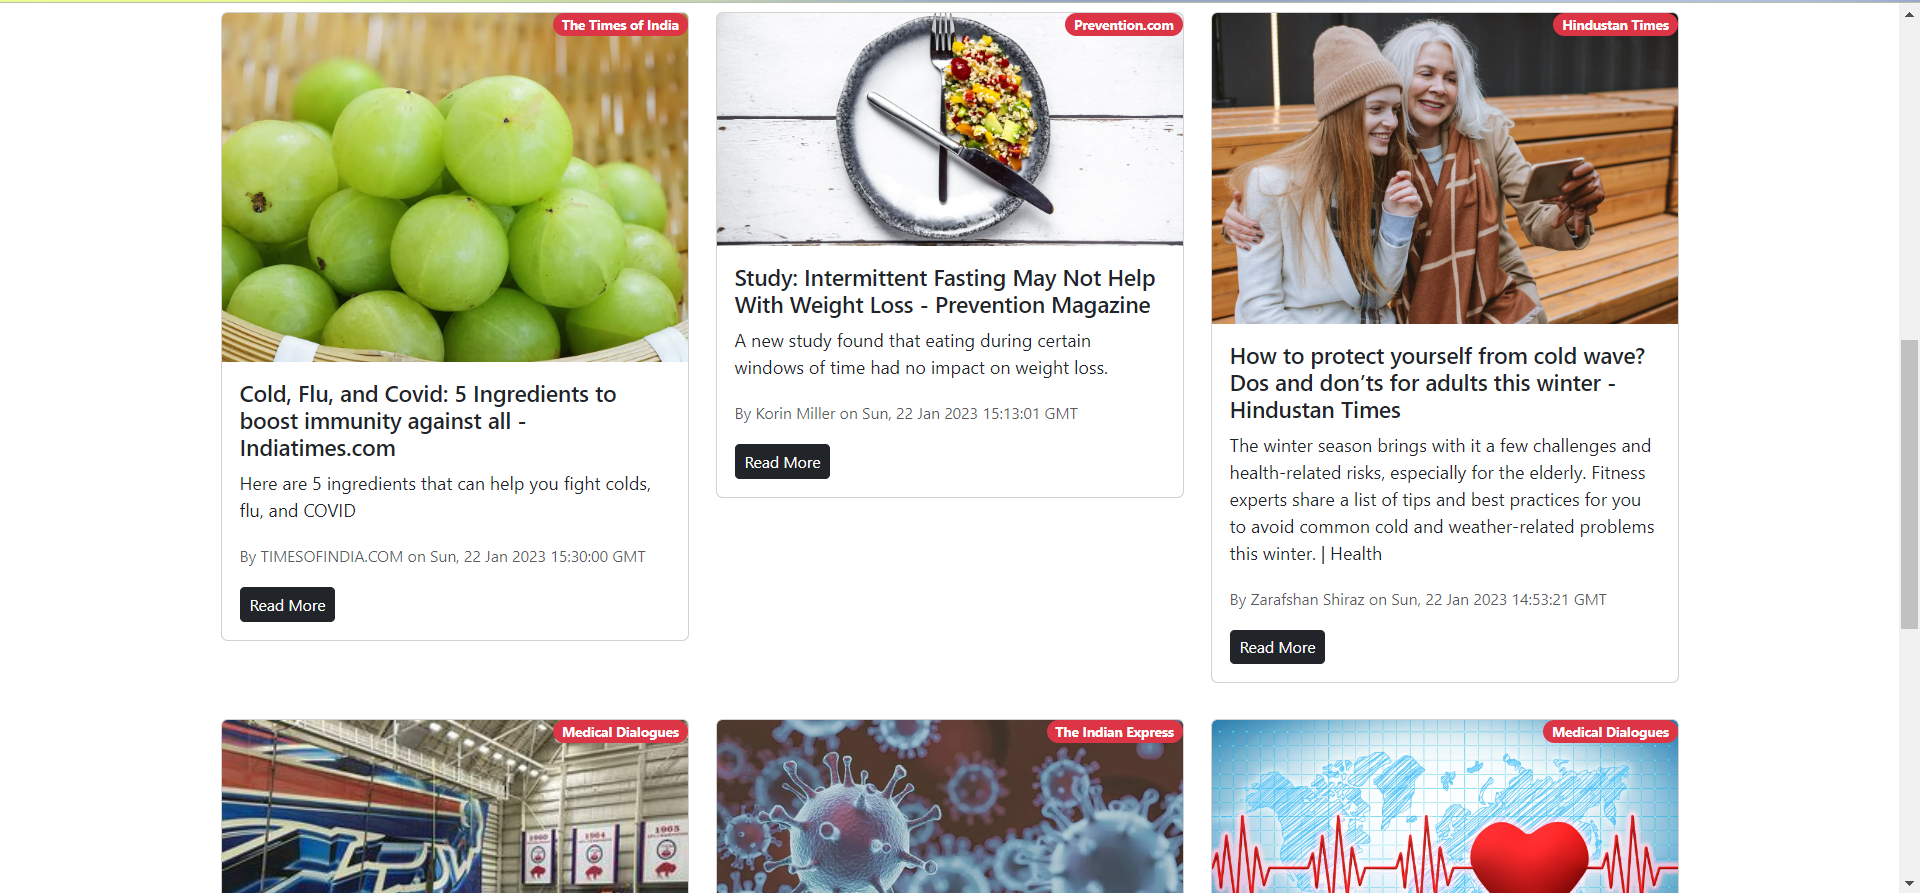 The Times of India
Cold, Flu, and Covid: 5 Ingredients to
boost immunity against all -
Indiatimes.com
Here are 5 ingredients that can help you fight colds,
flu, and COVID
By TIMESOFINDIA.COM on Sun, 22 Jan 2023 15:30:00 GMT
Read More
Prevention.com
Study: Intermittent Fasting May Not Help
With Weight Loss - Prevention Magazine
A new study found that eating during certain
windows of time had no impact on weight loss.
By Korin Miller on Sun, 22 Jan 2023 15:13:01 GMT
Read More
Hindustan Times
How to protect yourself from cold wave?
Dos and don’ts for adults this winter -
Hindustan Times
The winter season brings with it a few challenges and
health-related risks, especially for the elderly. Fitness
experts share a list of tips and best practices for you
to avoid common cold and weather-related problems
this winter. | Health
By Zarafshan Shiraz on Sun, 22 Jan 2023 14:53:21 GMT
Read More
Medical Dialogues
1960
1964
1965
The Indian Express
Medical Dialogues